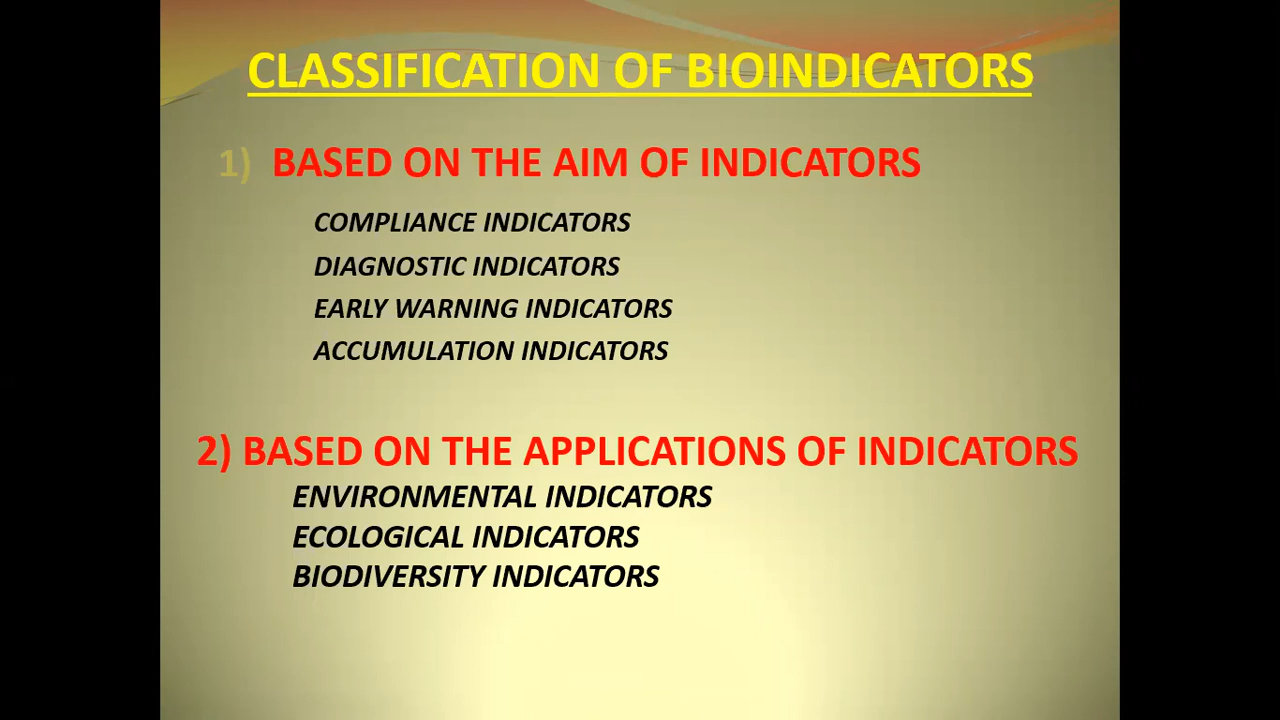 CLASSIFICATION OF BIOINDICATORS
1) BASED ON THE AIM OF INDICATORS
COMPLIANCE INDICATORS
DIAGNOSTIC INDICATORS
EARLY WARNING INDICATORS
ACCUMULATION INDICATORS
2) BASED ON THE APPLICATIONS OF INDICATORS
ENVIRONMENTAL INDICATORS
ECOLOGICAL INDICATORS
BIODIVERSITY INDICATORS